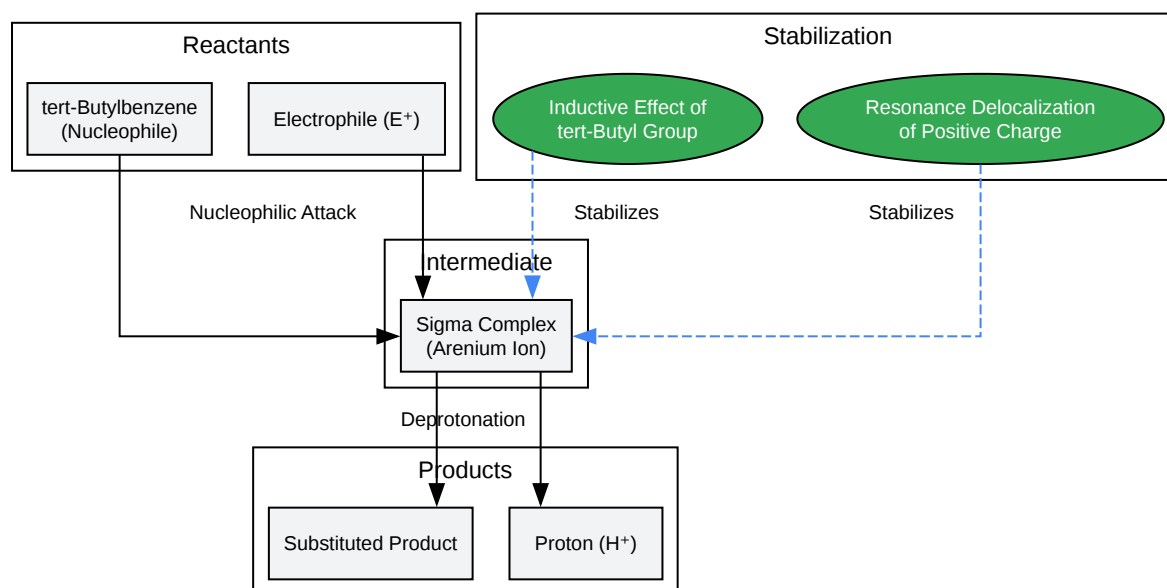 Reactants
Stabilization
tert-Butylbenzene
(Nucleophile)
Electrophile (E⁺)
Inductive Effect of
tert-Butyl Group
Resonance Delocalization
of Positive Charge
Nucleophilic Attack
Stabilizes
Stabilizes
Intermediate
Sigma Complex
(Arenium Ion)
Deprotonation
Products
Substituted Product
Proton (H⁺)